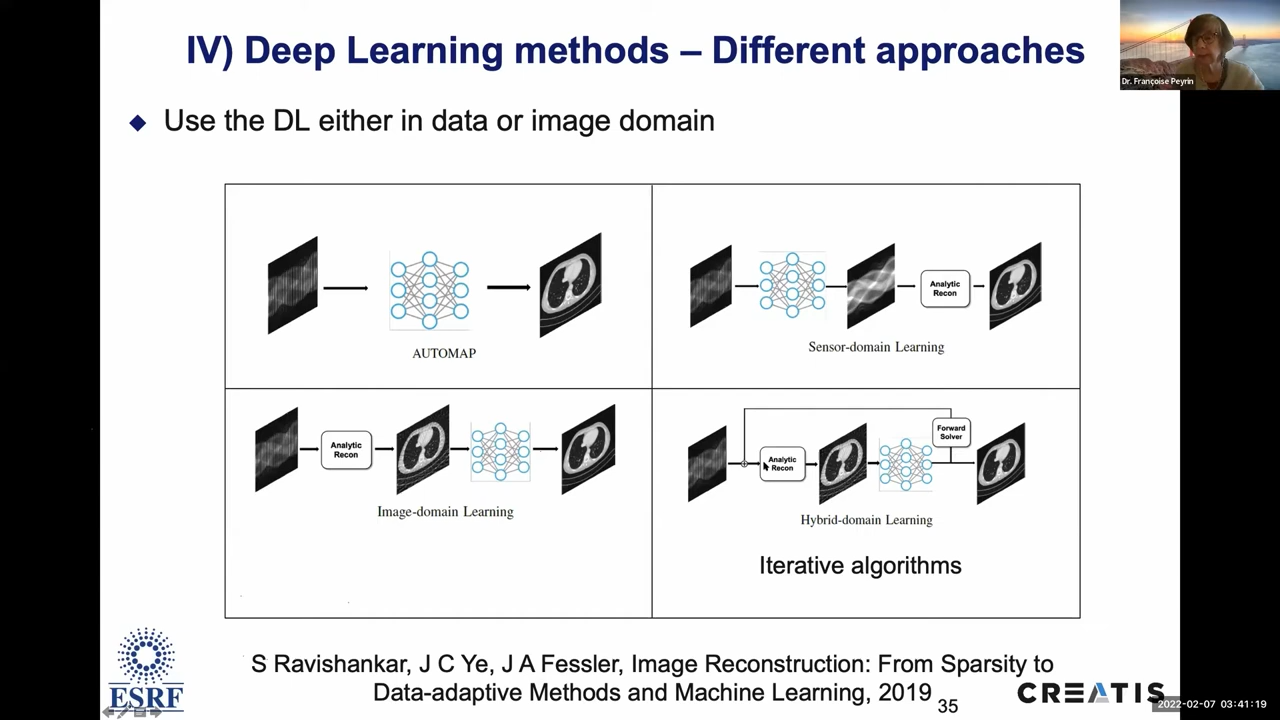 IV) Deep Learning methods – Different approaches
Dr. Françoise Peyrin
◆ Use the DL either in data or image domain
AUTOMAP
Analytic
Recon
Sensor-domain Learning
Analytic
Recon
Image-domain Learning
Forward
Solver
Analytic
Recon
Hybrid-domain Learning
Iterative algorithms
S Ravishankar, J C Ye, J A Fessler, Image Reconstruction: From Sparsity to
Data-adaptive Methods and Machine Learning, 2019
35
ESRF
CREATIS
2022-02-07 03:41:19